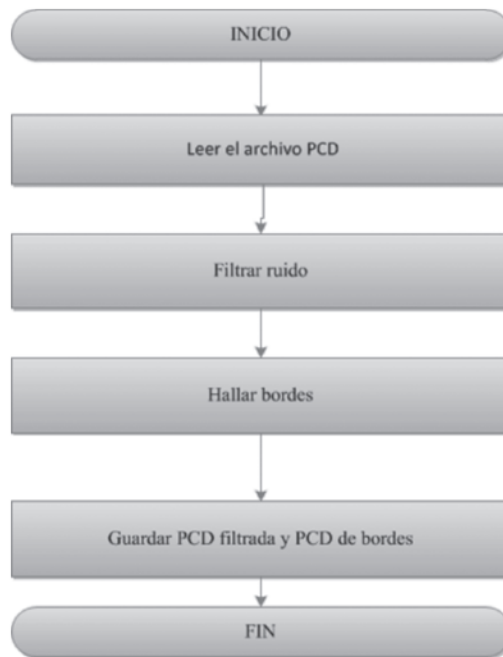 INICIO
Leer el archivo PCD
Filtrar ruido
Hallar bordes
Guardar PCD filtrada y PCD de bordes
FIN